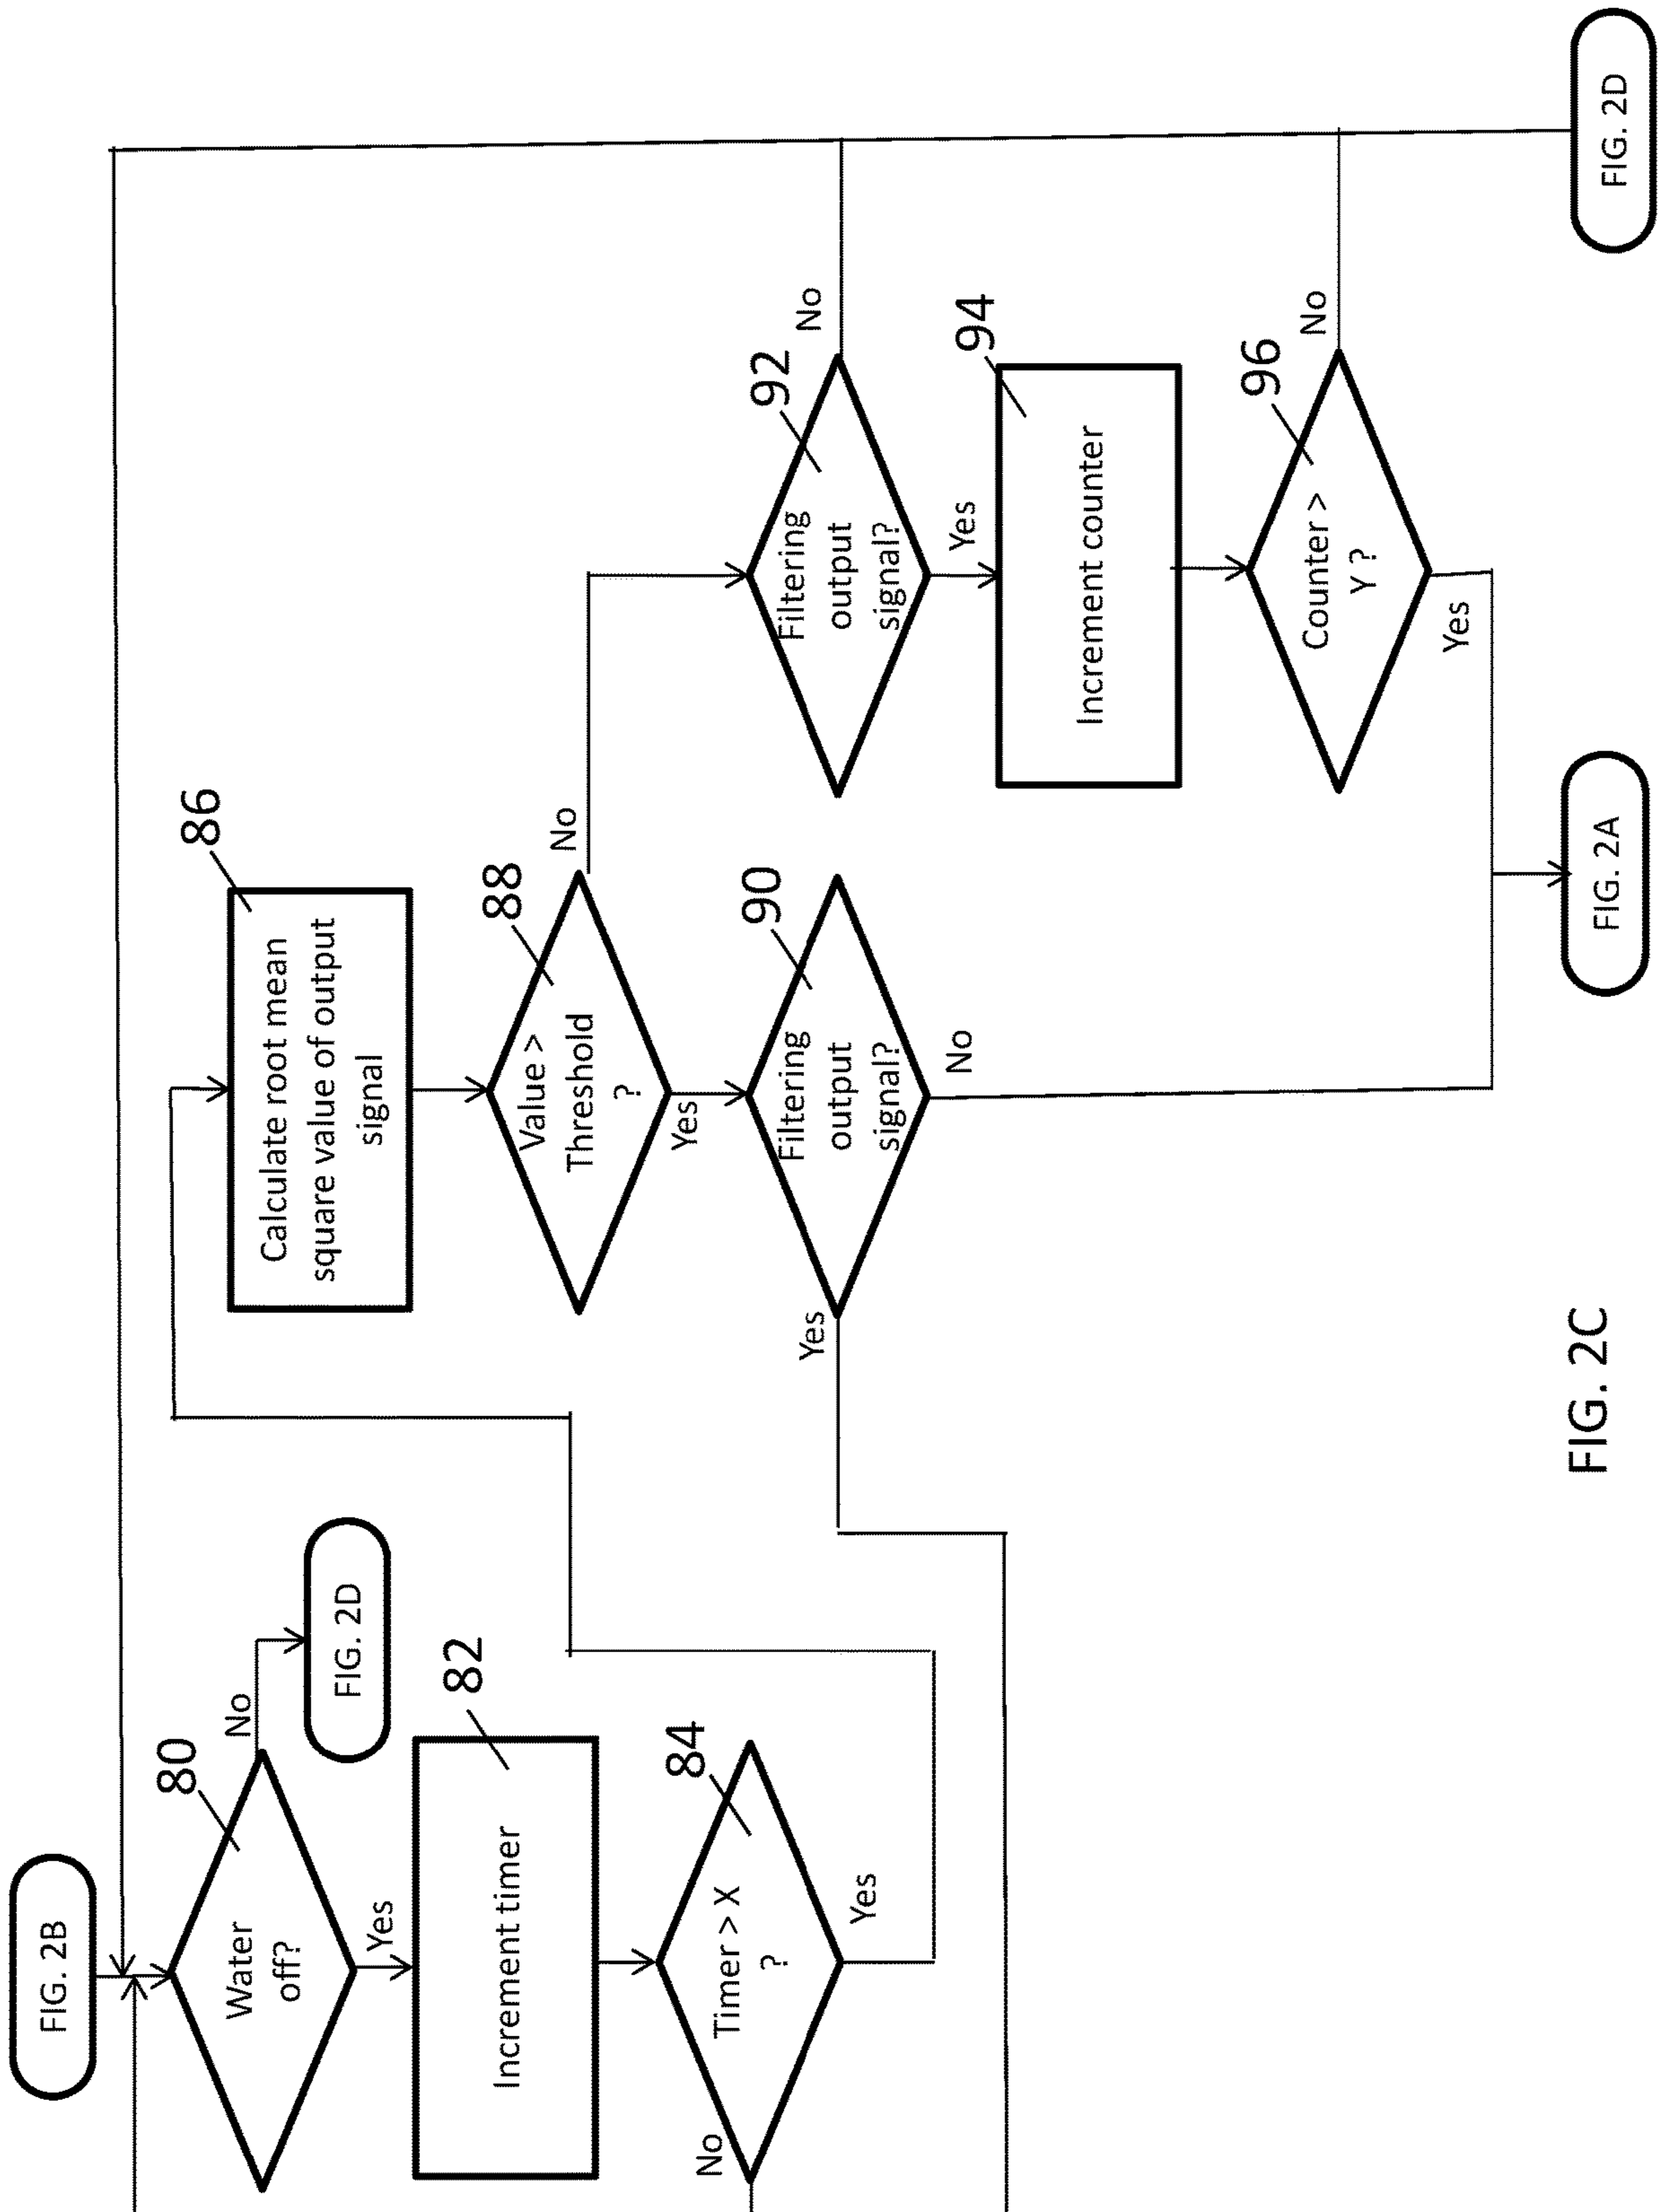 FIG. 2B
80
Water
off?
No
FIG. 2D
Yes
82
Increment timer
84
Timer > X
?
No
Yes
86
Calculate root mean
square value of output
signal
88
Value >
Threshold
?
No
Yes
90
Filtering
output
signal?
Yes
No
92
Filtering
output
signal?
No
Yes
94
Increment counter
96
Counter >
Y ?
No
Yes
FIG. 2A
FIG. 2D
FIG. 2C